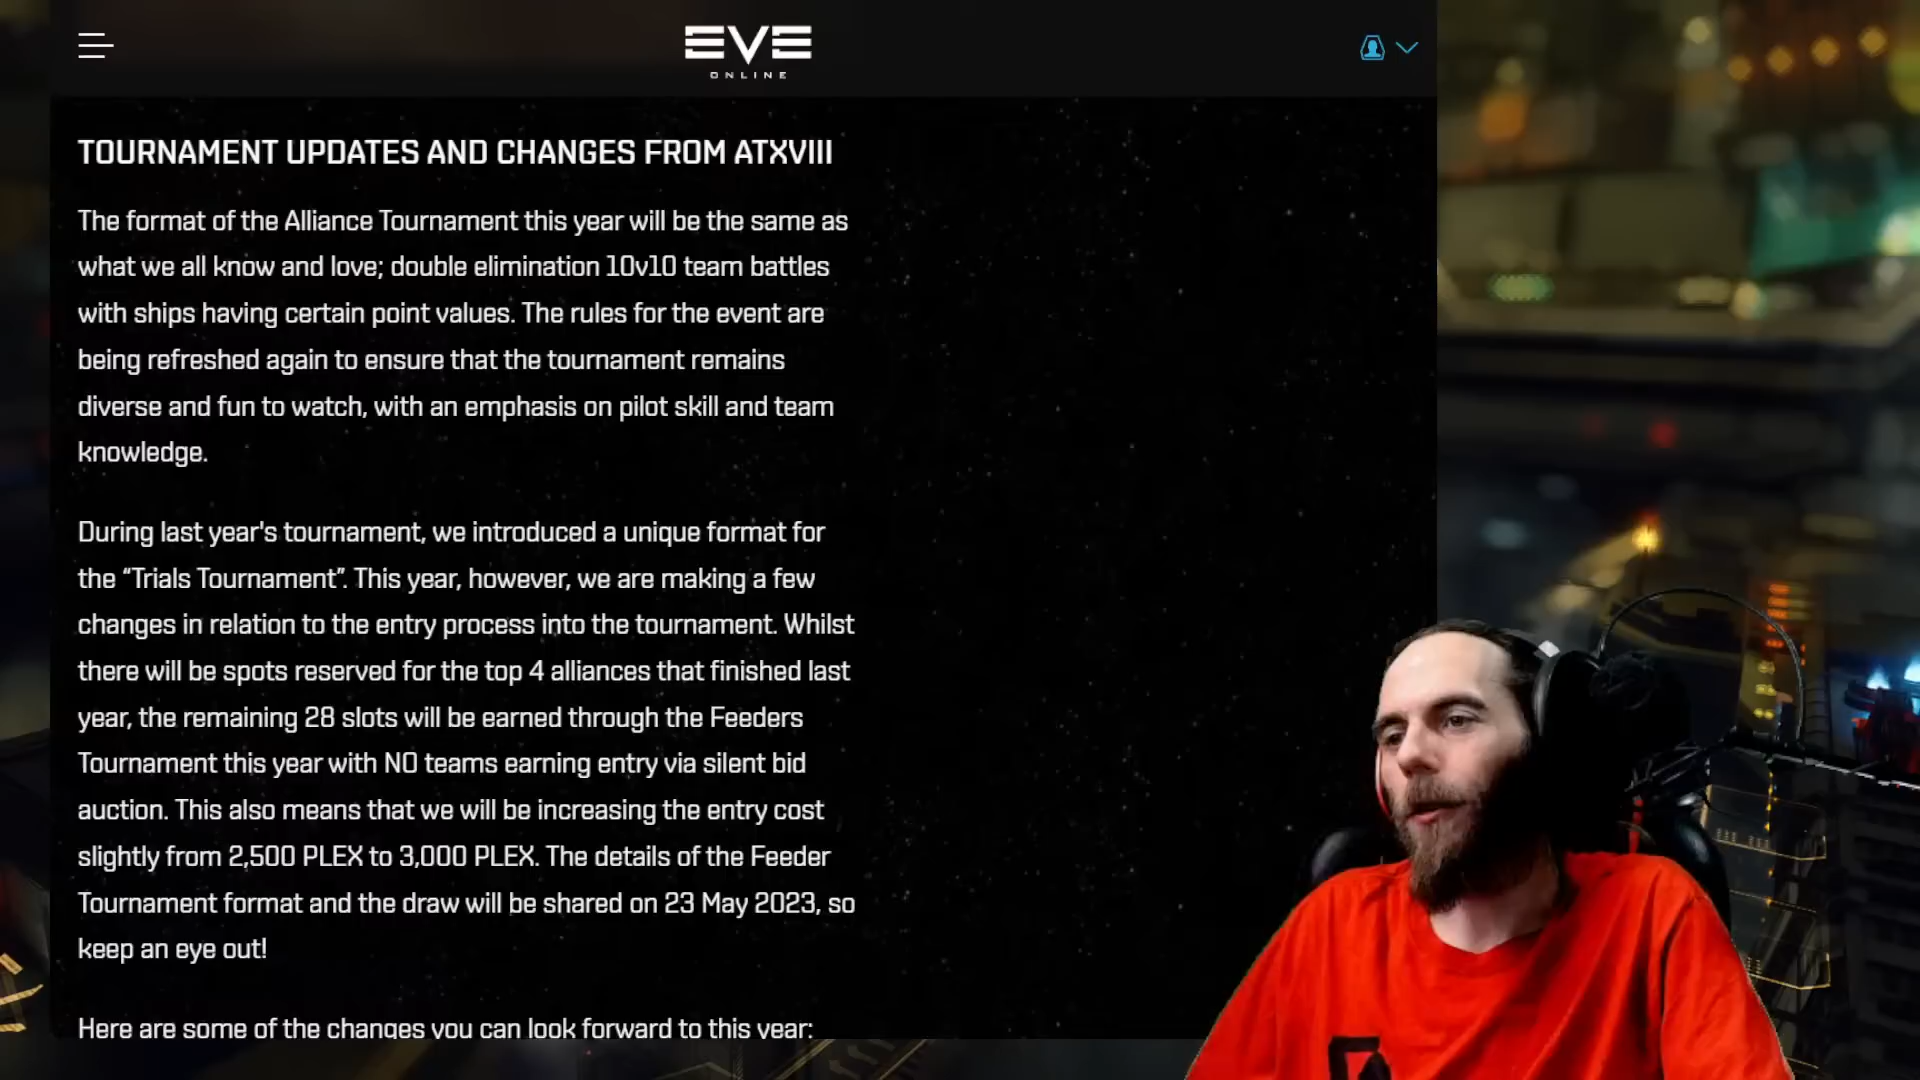 EVE
ONLINE
TOURNAMENT UPDATES AND CHANGES FROM ATXVIII
The format of the Alliance Tournament this year will be the same as
what we all know and love; double elimination 10v10 team battles
with ships having certain point values. The rules for the event are
being refreshed again to ensure that the tournament remains
diverse and fun to watch, with an emphasis on pilot skill and team
knowledge.
During last year's tournament, we introduced a unique format for
the “Trials Tournament”. This year, however, we are making a few
changes in relation to the entry process into the tournament. Whilst
there will be spots reserved for the top 4 alliances that finished last
year, the remaining 28 slots will be earned through the Feeders
Tournament this year with NO teams earning entry via silent bid
auction. This also means that we will be increasing the entry cost
slightly from 2,500 PLEX to 3,000 PLEX. The details of the Feeder
Tournament format and the draw will be shared on 23 May 2023, so
keep an eye out!
Here are some of the changes you can look forward to this year: